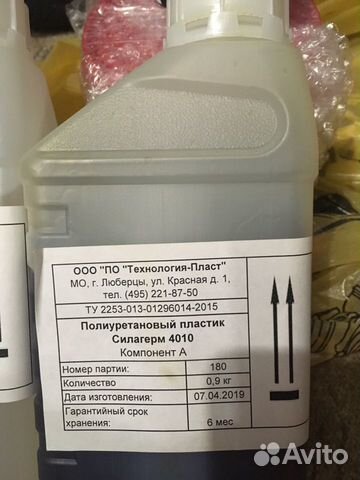 ООО "ПО "Технология-Пласт"
МО, г. Люберцы, ул. Красная д. 1,
тел. (495) 221-87-50
ТУ 2253-013-01296014-2015
Полиуретановый пластик
Силагерм 4010
Компонент А
Номер партии: 180
Количество 0,9 кг
Дата изготовления: 07.04.2019
Гарантийный срок
хранения: 6 мес
Avito